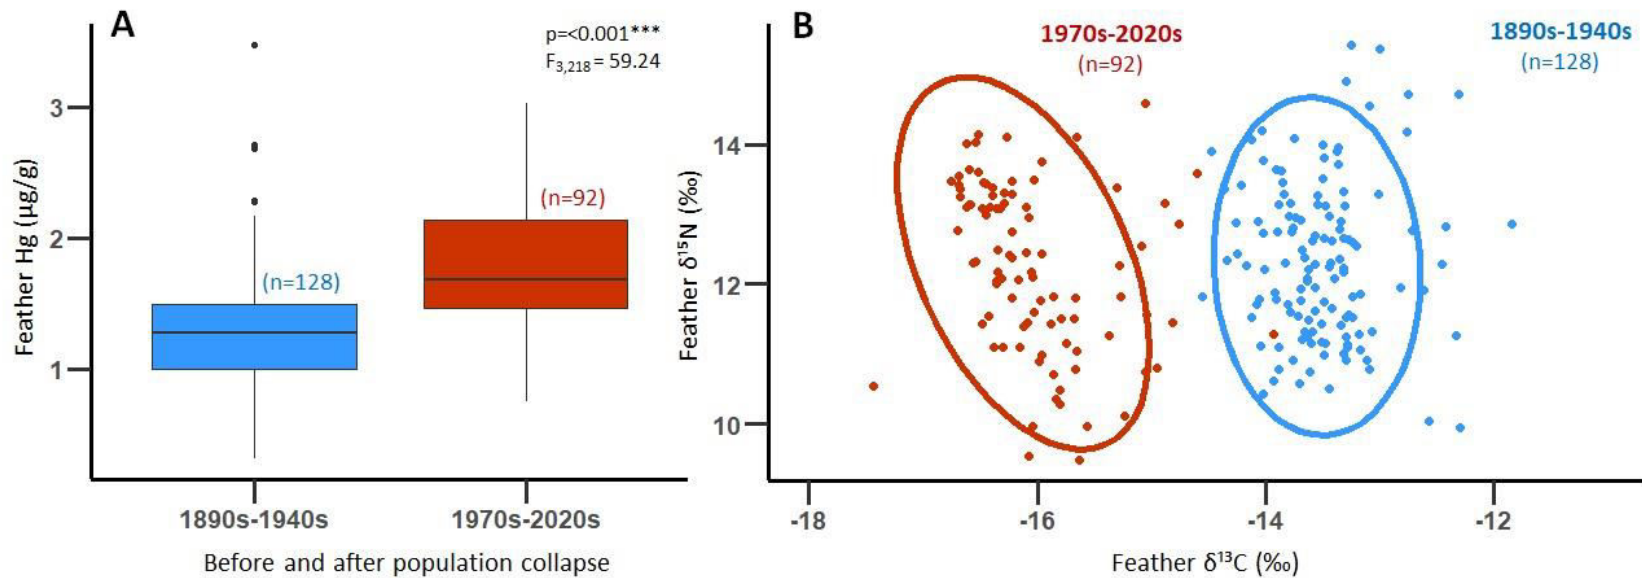 A
p=<0.001***
F₃,₂₁₈ = 59.24
Feather Hg (µg/g)
3
2
1
(n=128)
(n=92)
1890s-1940s
1970s-2020s
Before and after population collapse
B
1970s-2020s
(n=92)
1890s-1940s
(n=128)
Feather δ¹⁵N (‰)
14
12
10
-18
-16
-14
-12
Feather δ¹³C (‰)